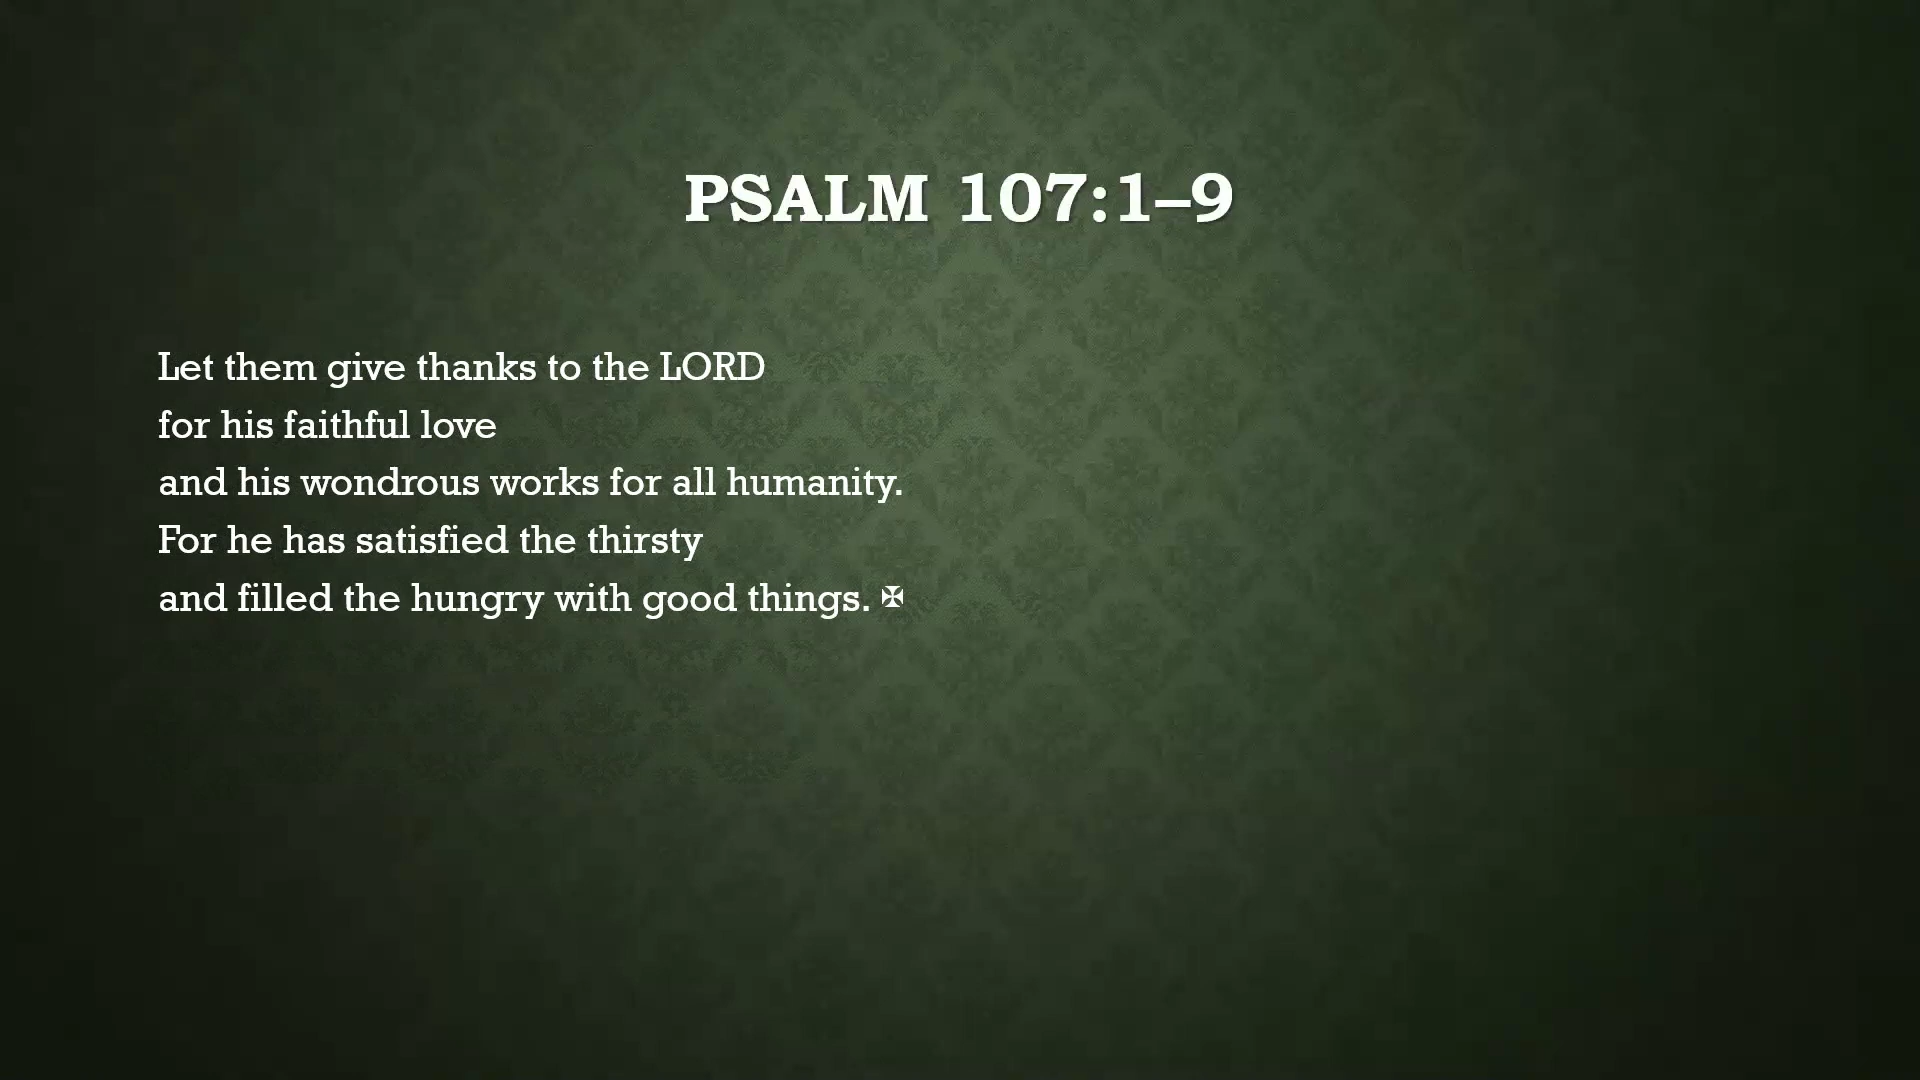 PSALM 107:1–9
Let them give thanks to the LORD
for his faithful love
and his wondrous works for all humanity.
For he has satisfied the thirsty
and filled the hungry with good things. ✠